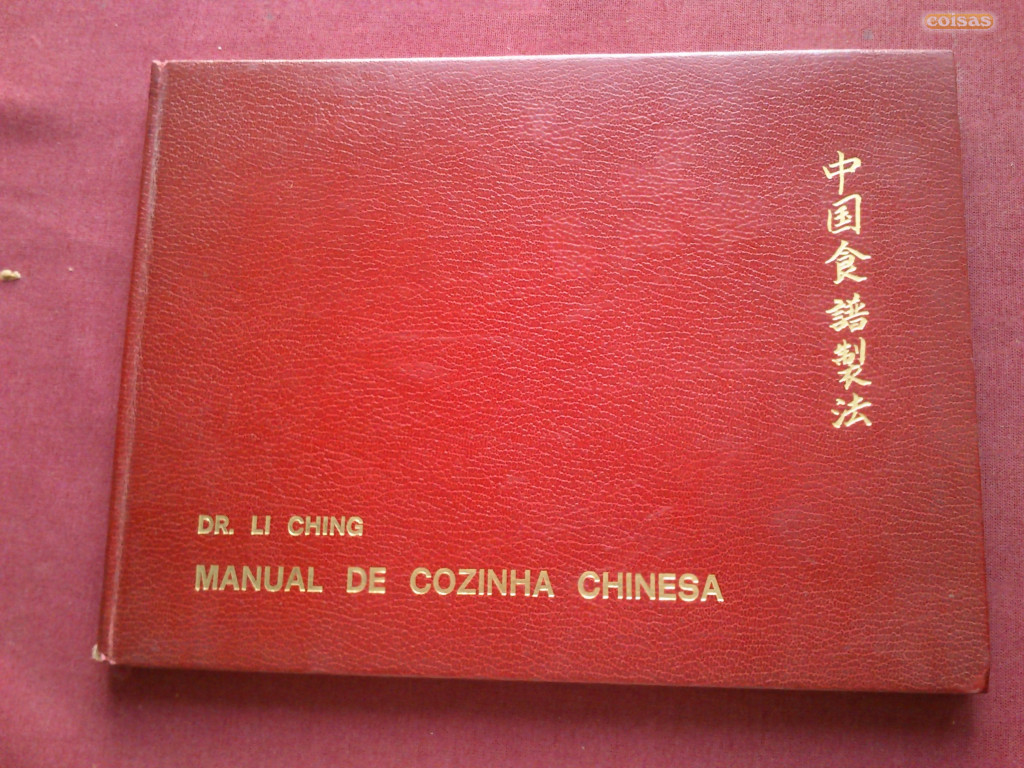 coisas
中国食譜製法
DR. LI CHING
MANUAL DE COZINHA CHINESA